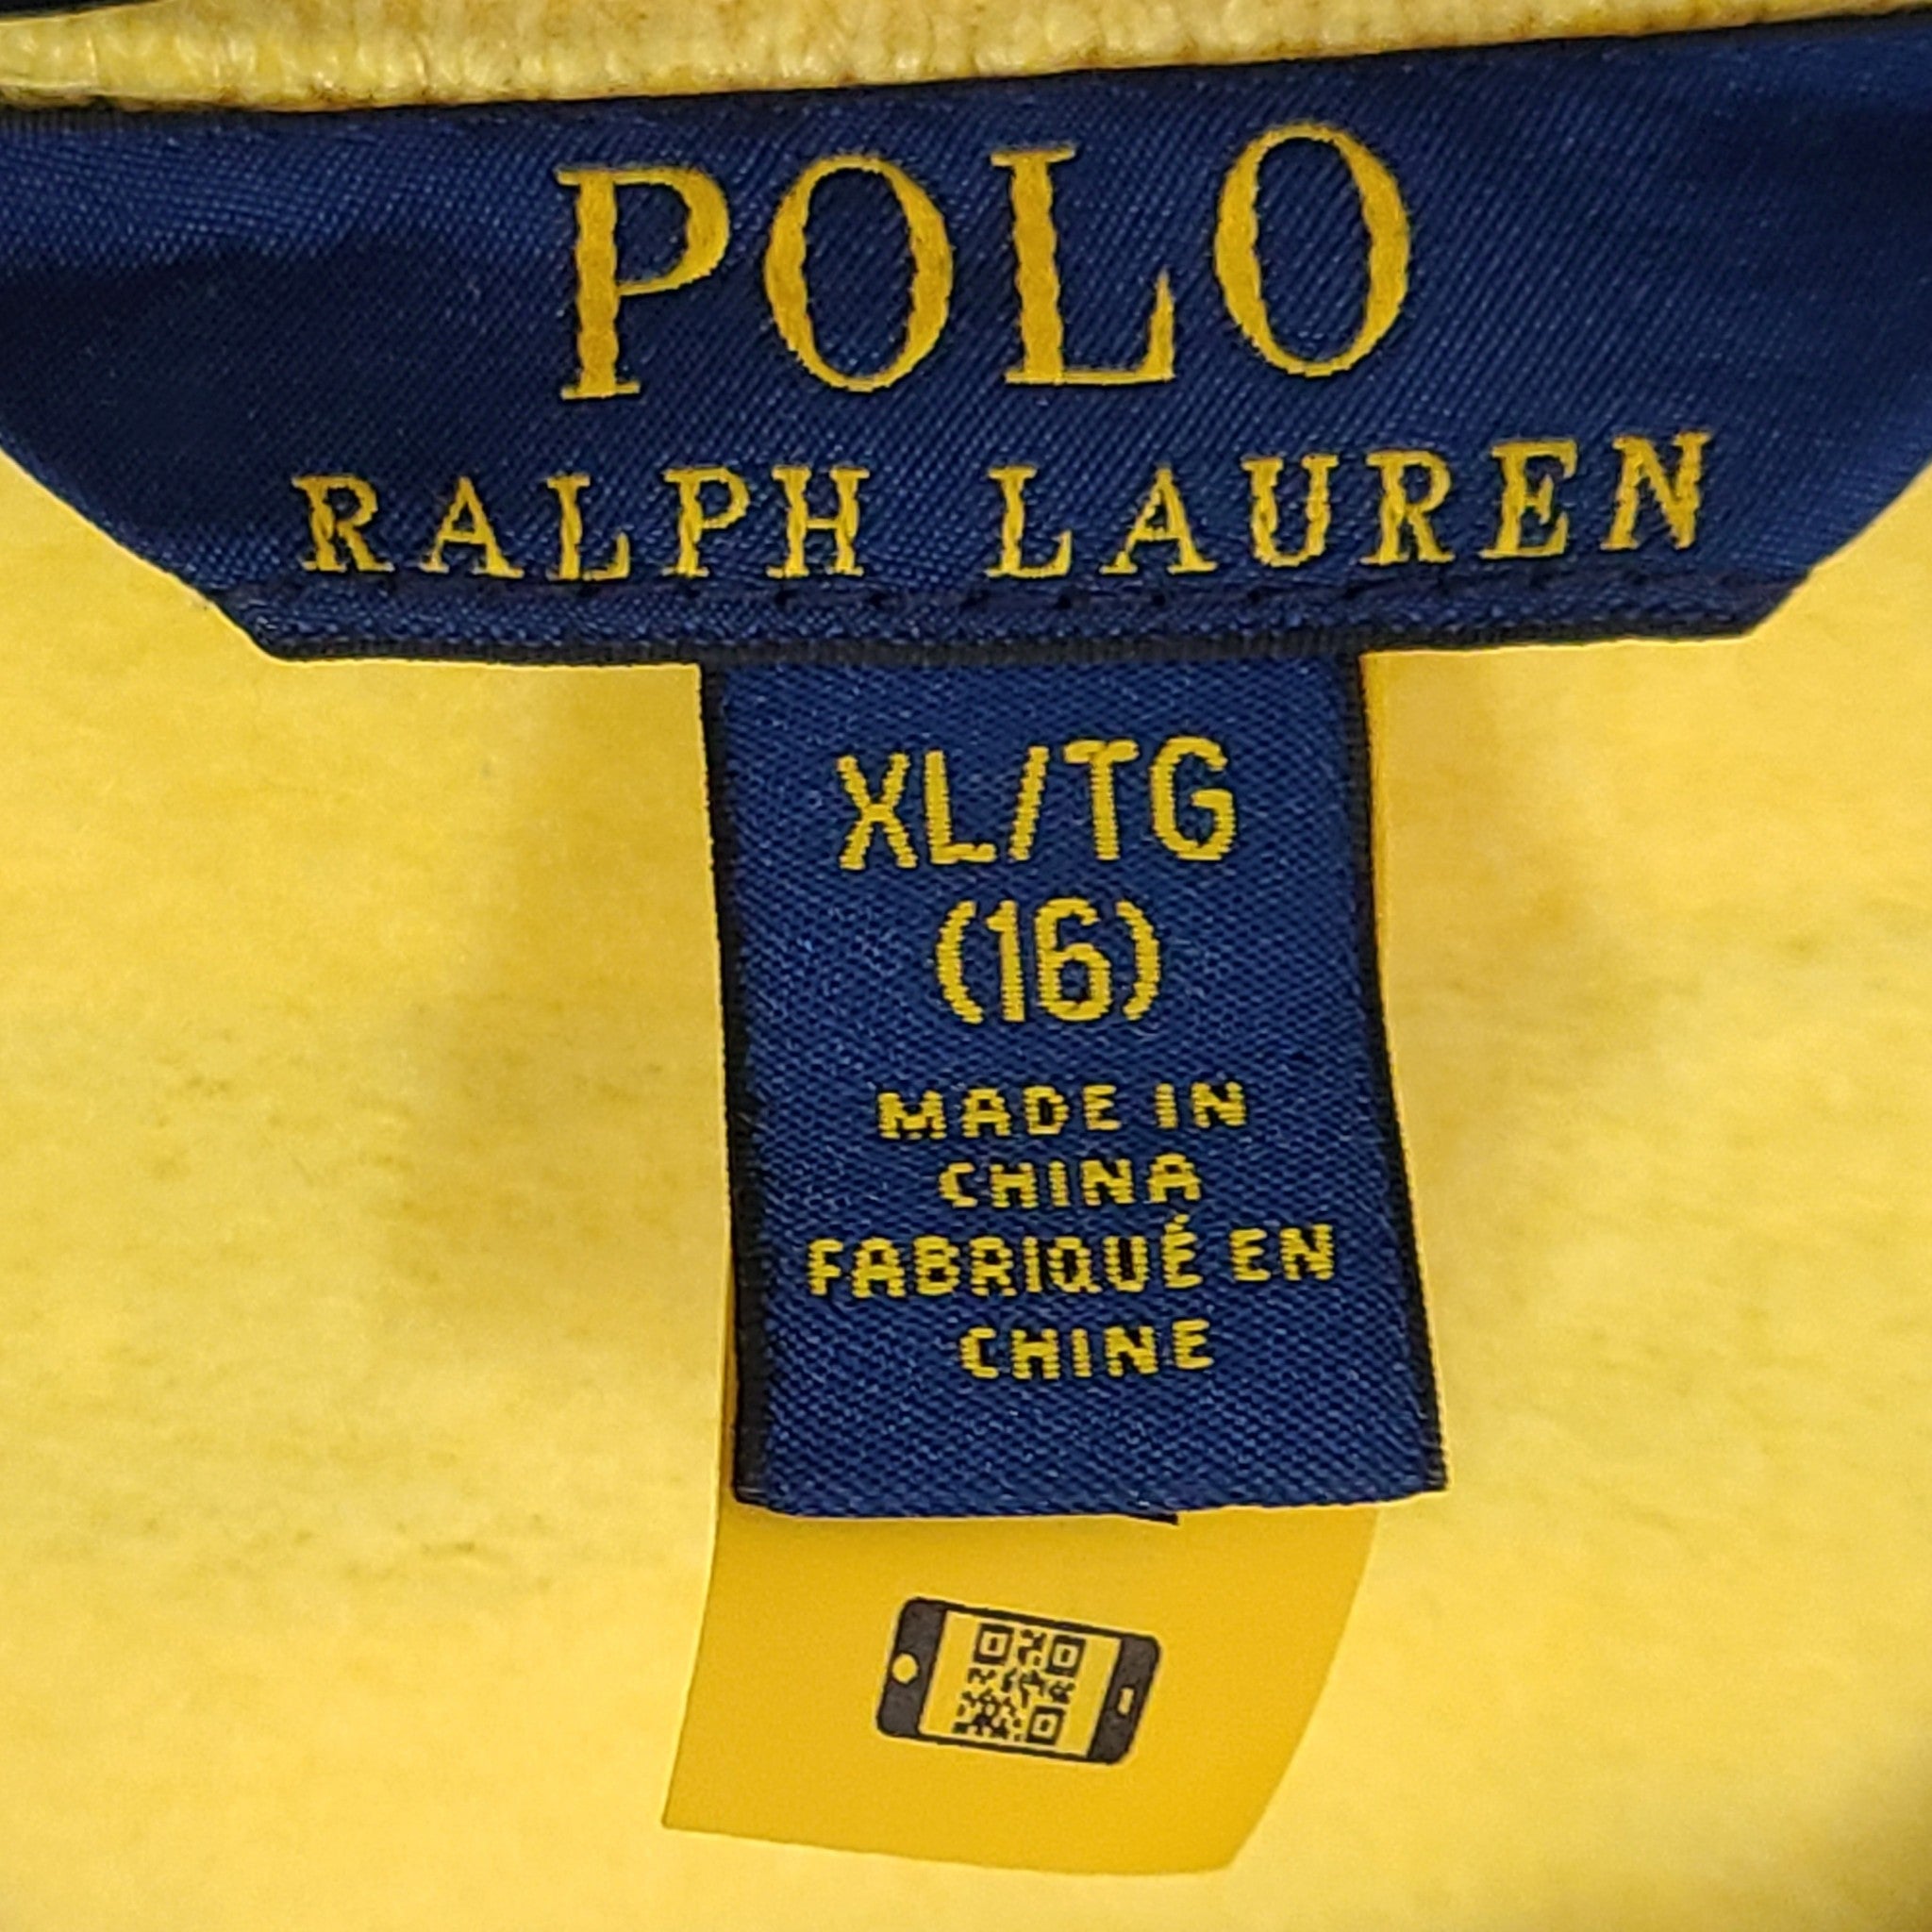 POLO
RALPH LAUREN
XL/TG
(16)
MADE IN
CHINA
FABRIQUÉ EN
CHINE